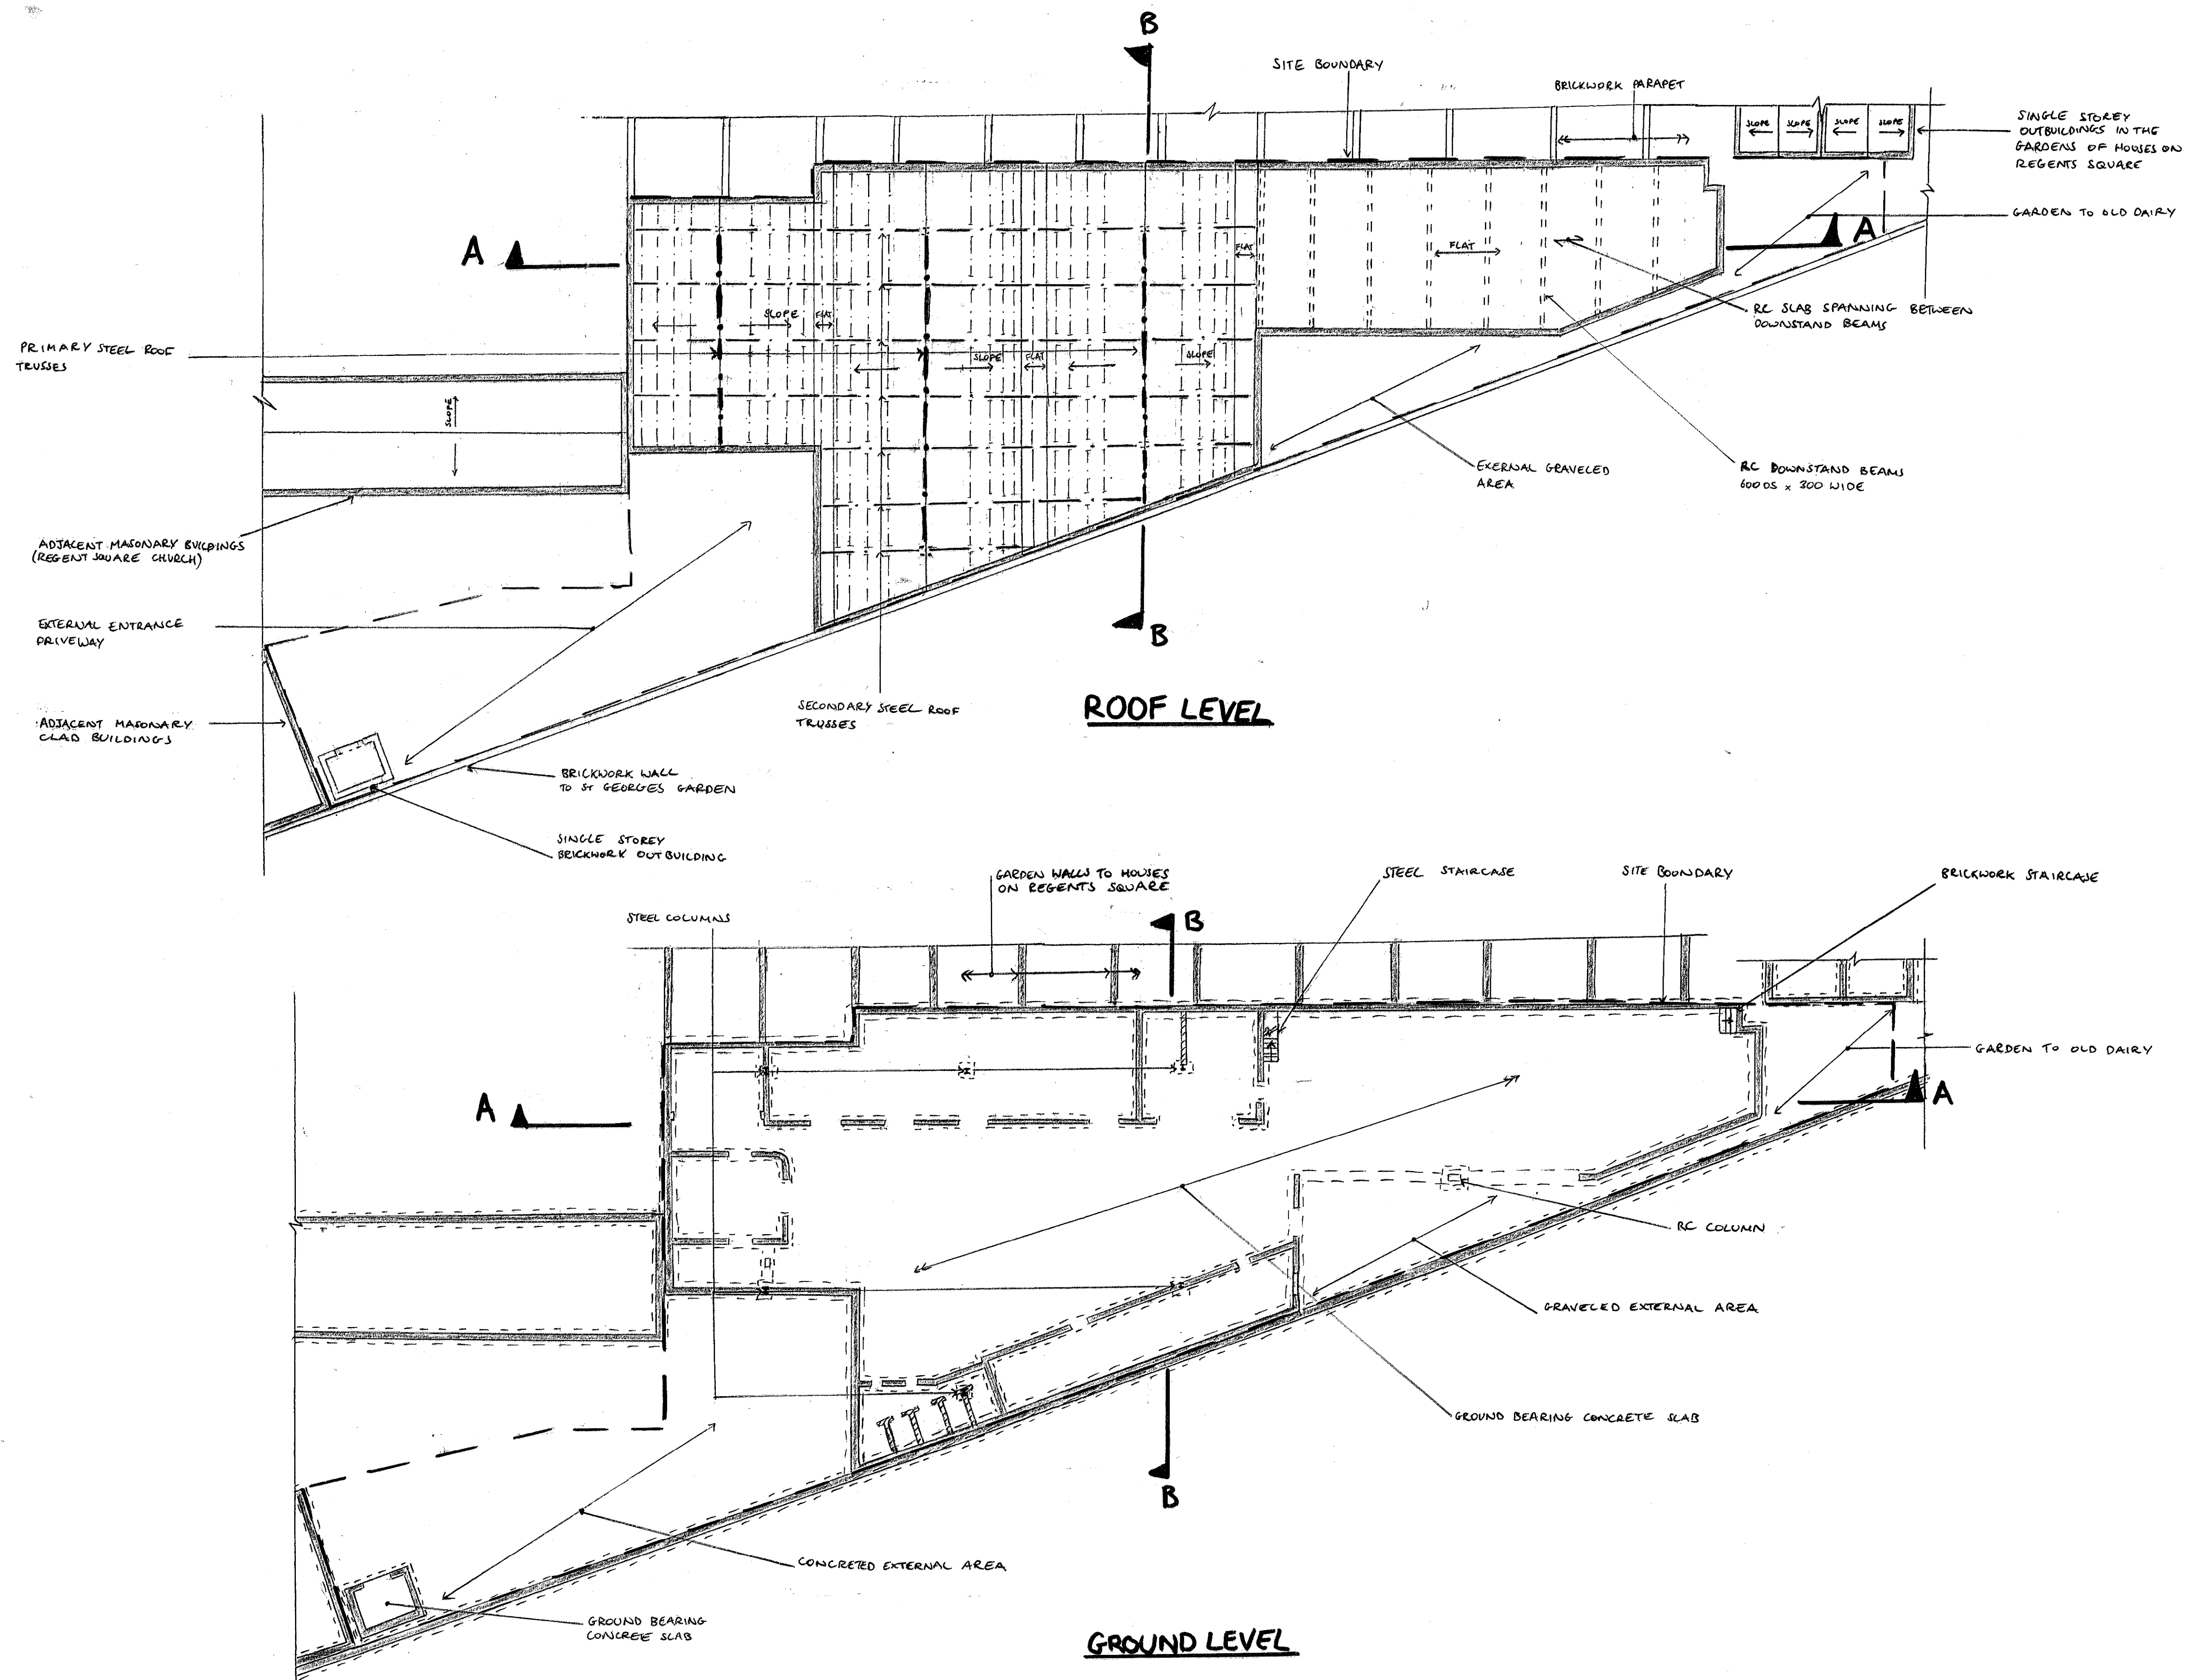 B
SITE BOUNDARY
BRICKWORK PARAPET
SLOPE
SLOPE
SLOPE
SLOPE
SINGLE STOREY
OUTBUILDINGS IN THE
GARDENS OF HOUSES ON
REGENTS SQUARE
GARDEN TO OLD DAIRY
A
A
FLAT
FLAT
SLOPE
FLAT
RC SLAB SPANNING BETWEEN
DOWNSTAND BEAMS
PRIMARY STEEL ROOF
TRUSSES
SLOPE
FLAT
SLOPE
SLOPE
EXERNAL GRAVELED
AREA
RC DOWNSTAND BEAMS
600 DS x 300 WIDE
ADJACENT MASONARY BUILDINGS
(REGENT SQUARE CHURCH)
EXTERNAL ENTRANCE
DRIVEWAY
B
SECONDARY STEEL ROOF
TRUSSES
ROOF LEVEL
ADJACENT MASONARY
CLAD BUILDINGS
BRICKWORK WALL
TO ST GEORGES GARDEN
SINGLE STOREY
BRICKWORK OUTBUILDING
GARDEN WALLS TO HOUSES
ON REGENTS SQUARE
STEEL STAIRCASE
SITE BOUNDARY
BRICKWORK STAIRCASE
STEEL COLUMNS
B
GARDEN TO OLD DAIRY
A
A
RC COLUMN
GRAVELED EXTERNAL AREA
GROUND BEARING CONCRETE SLAB
B
CONCRETED EXTERNAL AREA
GROUND BEARING
CONCREE SLAB
GROUND LEVEL